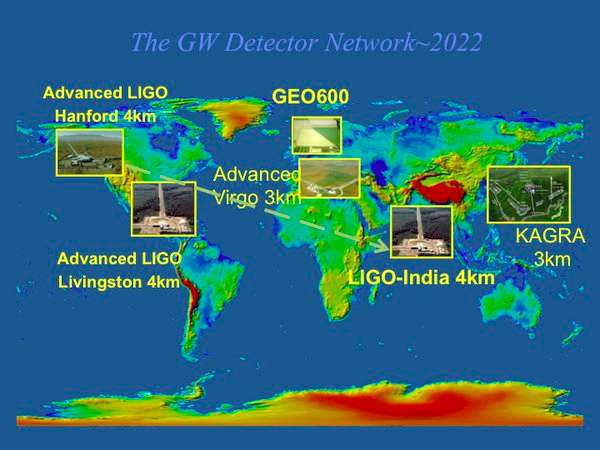 The GW Detector Network~2022
Advanced LIGO
Hanford 4km
GEO600
Advanced
Virgo 3km
Advanced LIGO
Livingston 4km
LIGO-India 4km
KAGRA
3km